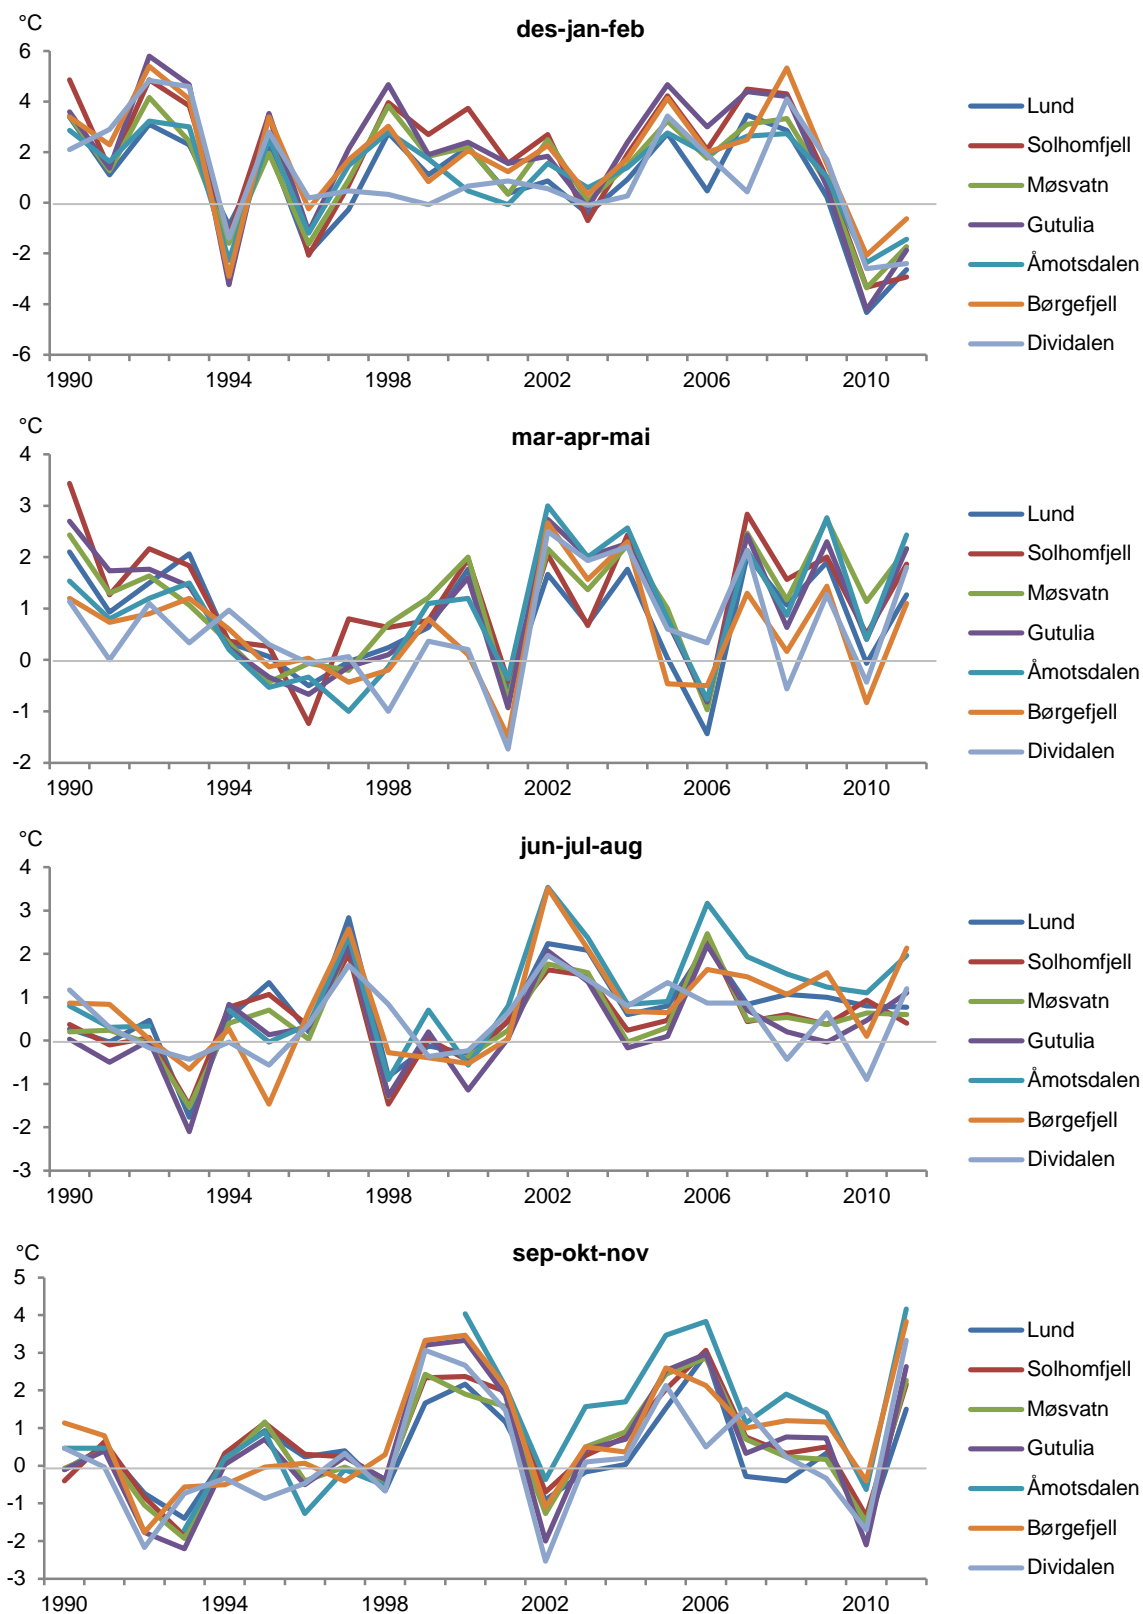 °C
des-jan-feb
6
4
2
0
-2
-4
-6
1990 1994 1998 2002 2006 2010
Lund
Solhomfjell
Møsvatn
Gutulia
Åmotsdalen
Børgefjell
Dividalen
°C
mar-apr-mai
4
3
2
1
0
-1
-2
1990 1994 1998 2002 2006 2010
Lund
Solhomfjell
Møsvatn
Gutulia
Åmotsdalen
Børgefjell
Dividalen
°C
jun-jul-aug
4
3
2
1
0
-1
-2
-3
1990 1994 1998 2002 2006 2010
Lund
Solhomfjell
Møsvatn
Gutulia
Åmotsdalen
Børgefjell
Dividalen
°C
sep-okt-nov
5
4
3
2
1
0
-1
-2
-3
1990 1994 1998 2002 2006 2010
Lund
Solhomfjell
Møsvatn
Gutulia
Åmotsdalen
Børgefjell
Dividalen